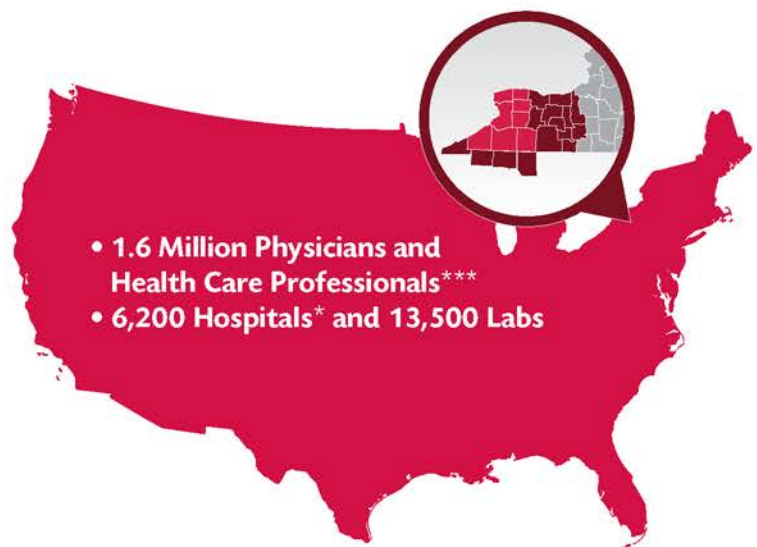 • 1.6 Million Physicians and
Health Care Professionals***
• 6,200 Hospitals* and 13,500 Labs